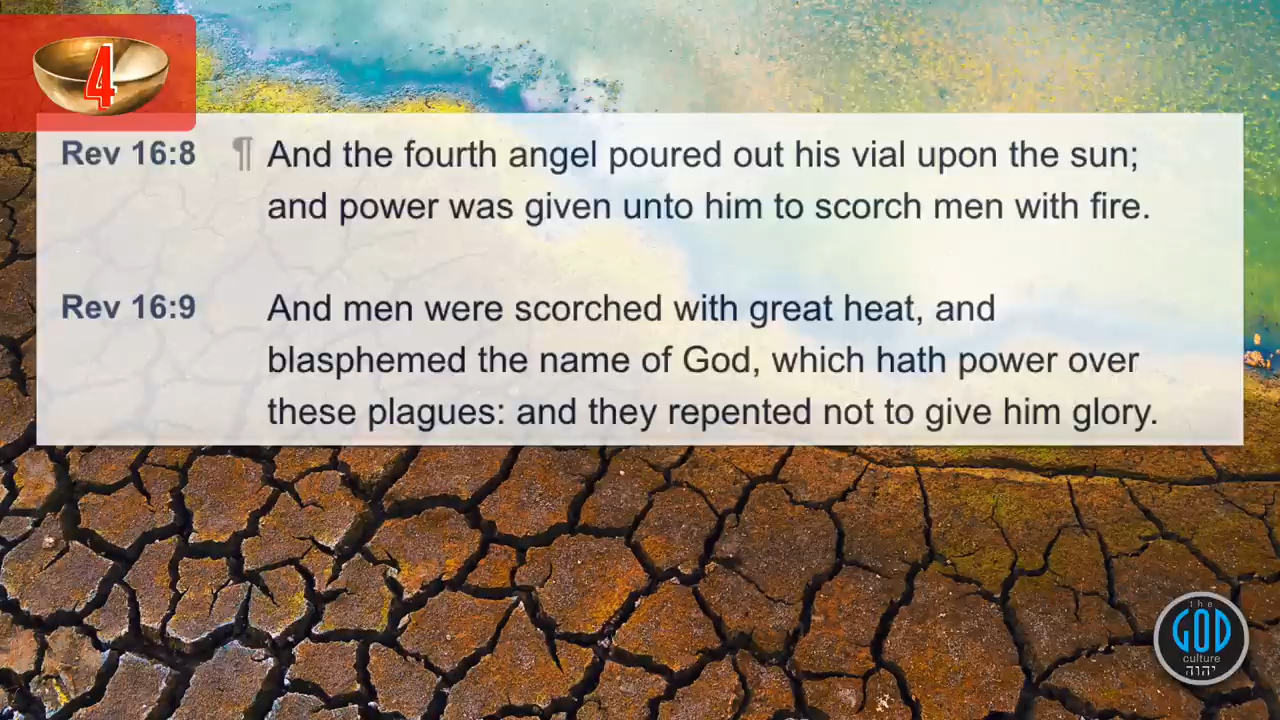 4
Rev 16:8 ¶ And the fourth angel poured out his vial upon the sun;
and power was given unto him to scorch men with fire.
Rev 16:9 And men were scorched with great heat, and
blasphemed the name of God, which hath power over
these plagues: and they repented not to give him glory.
the
GOD
culture
יהוה